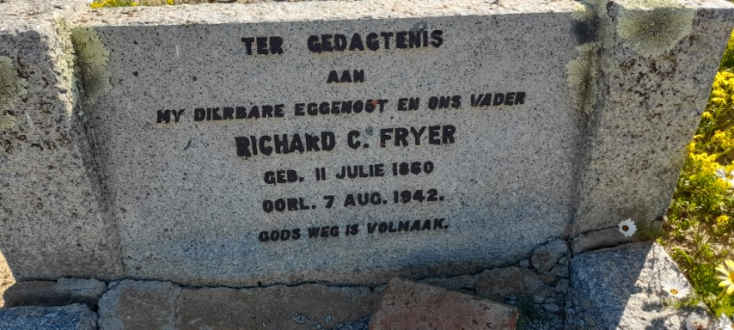 TER GEDAGTENIS
AAN
MY DIERBARE EGGENOOT EN ONS VADER
RICHARD C. FRYER
GEB. 11 JULIE 1860
OORL. 7 AUG. 1942.
GODS WEG IS VOLMAAK.